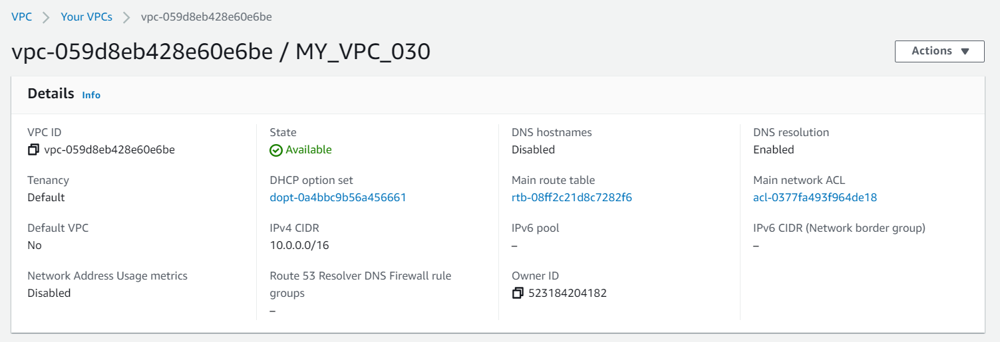 VPC > Your VPCs > vpc-059d8eb428e60e6be
vpc-059d8eb428e60e6be / MY_VPC_030
Actions
Details Info
VPC ID
vpc-059d8eb428e60e6be
State
Available
DNS hostnames
Disabled
DNS resolution
Enabled
Tenancy
Default
DHCP option set
dopt-0a4bbc9b56a456661
Main route table
rtb-08ff2c21d8c7282f6
Main network ACL
acl-0377fa493f964de18
Default VPC
No
IPv4 CIDR
10.0.0.0/16
IPv6 pool
–
IPv6 CIDR (Network border group)
–
Network Address Usage metrics
Disabled
Route 53 Resolver DNS Firewall rule
groups
–
Owner ID
523184204182